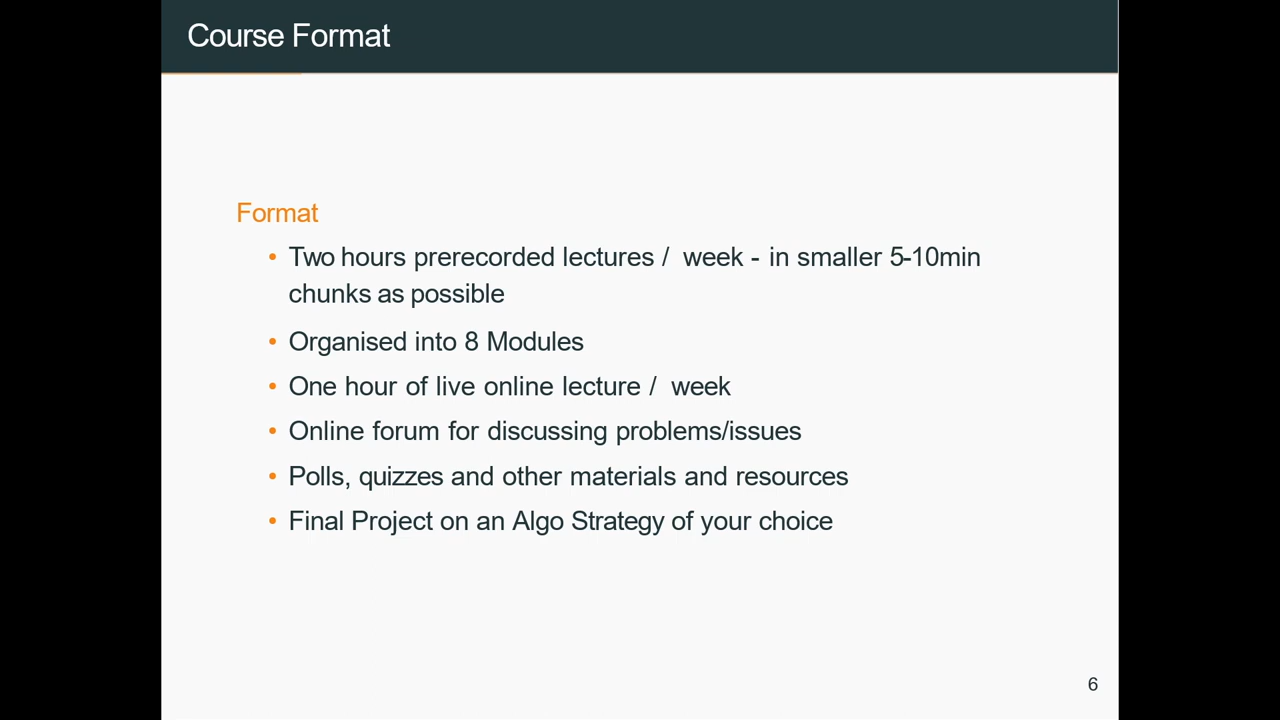 Course Format
Format
• Two hours prerecorded lectures / week - in smaller 5-10min
chunks as possible
• Organised into 8 Modules
• One hour of live online lecture / week
• Online forum for discussing problems/issues
• Polls, quizzes and other materials and resources
• Final Project on an Algo Strategy of your choice
6